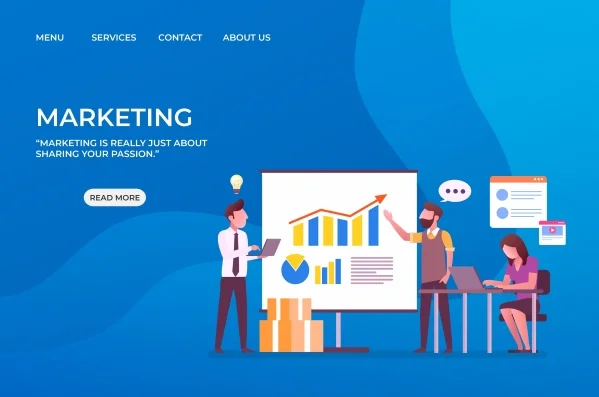 MENU SERVICES CONTACT ABOUT US
MARKETING
“MARKETING IS REALLY JUST ABOUT
SHARING YOUR PASSION.”
READ MORE